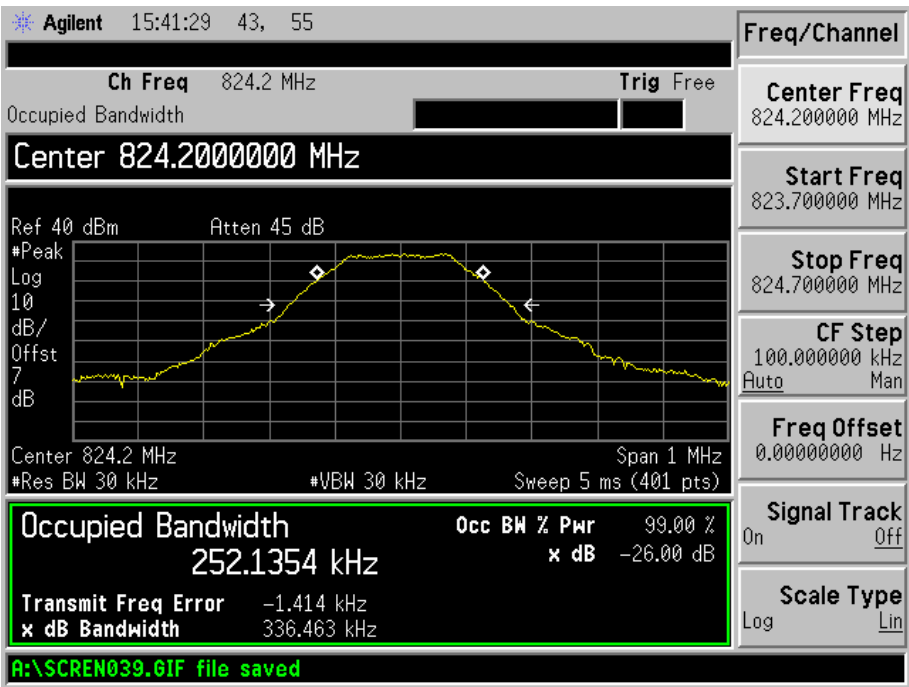 Agilent 15:41:29 43, 55
Ch Freq 824.2 MHz Trig Free
Occupied Bandwidth
Center 824.2000000 MHz
Ref 40 dBm Atten 45 dB
#Peak
Log
10
dB/
Offst
7
dB
Center 824.2 MHz Span 1 MHz
#Res BW 30 kHz #VBW 30 kHz Sweep 5 ms (401 pts)
Occupied Bandwidth
252.1354 kHz
Occ BW % Pwr 99.00 %
x dB -26.00 dB
Transmit Freq Error -1.414 kHz
x dB Bandwidth 336.463 kHz
A:\SCREN039.GIF file saved
Freq/Channel
Center Freq
824.200000 MHz
Start Freq
823.700000 MHz
Stop Freq
824.700000 MHz
CF Step
100.000000 kHz
Auto Man
Freq Offset
0.00000000 Hz
Signal Track
On Off
Scale Type
Log Lin